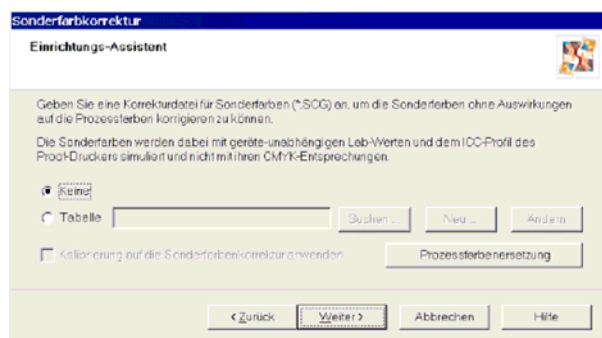 Sonderfarbkorrektur
Einrichtungs-Assistent
Geben Sie eine Korrekturdatei für Sonderfarben (*.SCG) an, um die Sonderfarben ohne Auswirkungen
auf die Prozessfarben korrigieren zu können.
Die Sonderfarben werden dabei mit geräte-unabhängigen Lab-Werten und dem ICC-Profil des
Proof-Druckers simuliert und nicht mit ihren CMYK-Entsprechungen.
Keine
Tabelle Suchen ... Neu ... Ändern
Kalibrierung auf die Sonderfarbenkorrektur anwenden Prozessfarbenersetzung
< Zurück Weiter > Abbrechen Hilfe